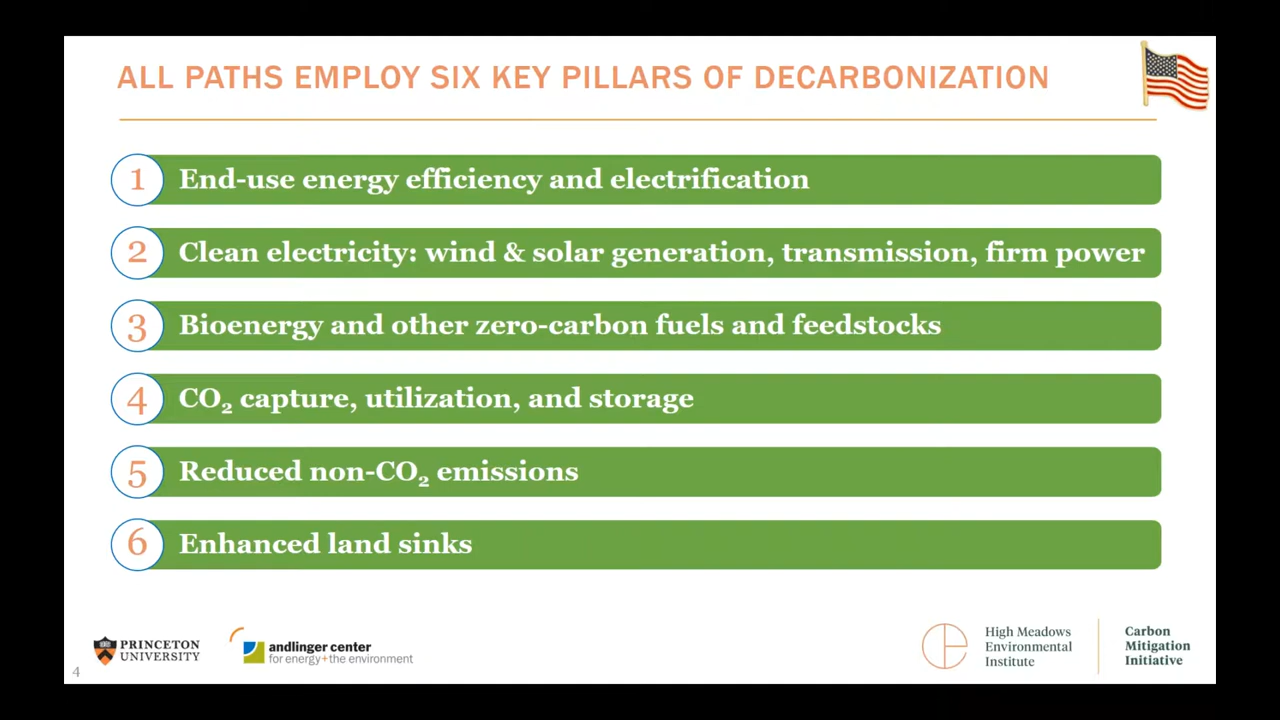 ALL PATHS EMPLOY SIX KEY PILLARS OF DECARBONIZATION
1 End-use energy efficiency and electrification
2 Clean electricity: wind & solar generation, transmission, firm power
3 Bioenergy and other zero-carbon fuels and feedstocks
4 CO₂ capture, utilization, and storage
5 Reduced non-CO₂ emissions
6 Enhanced land sinks
PRINCETON
UNIVERSITY
andlinger center
for energy+the environment
High Meadows
Environmental
Institute
Carbon
Mitigation
Initiative
4